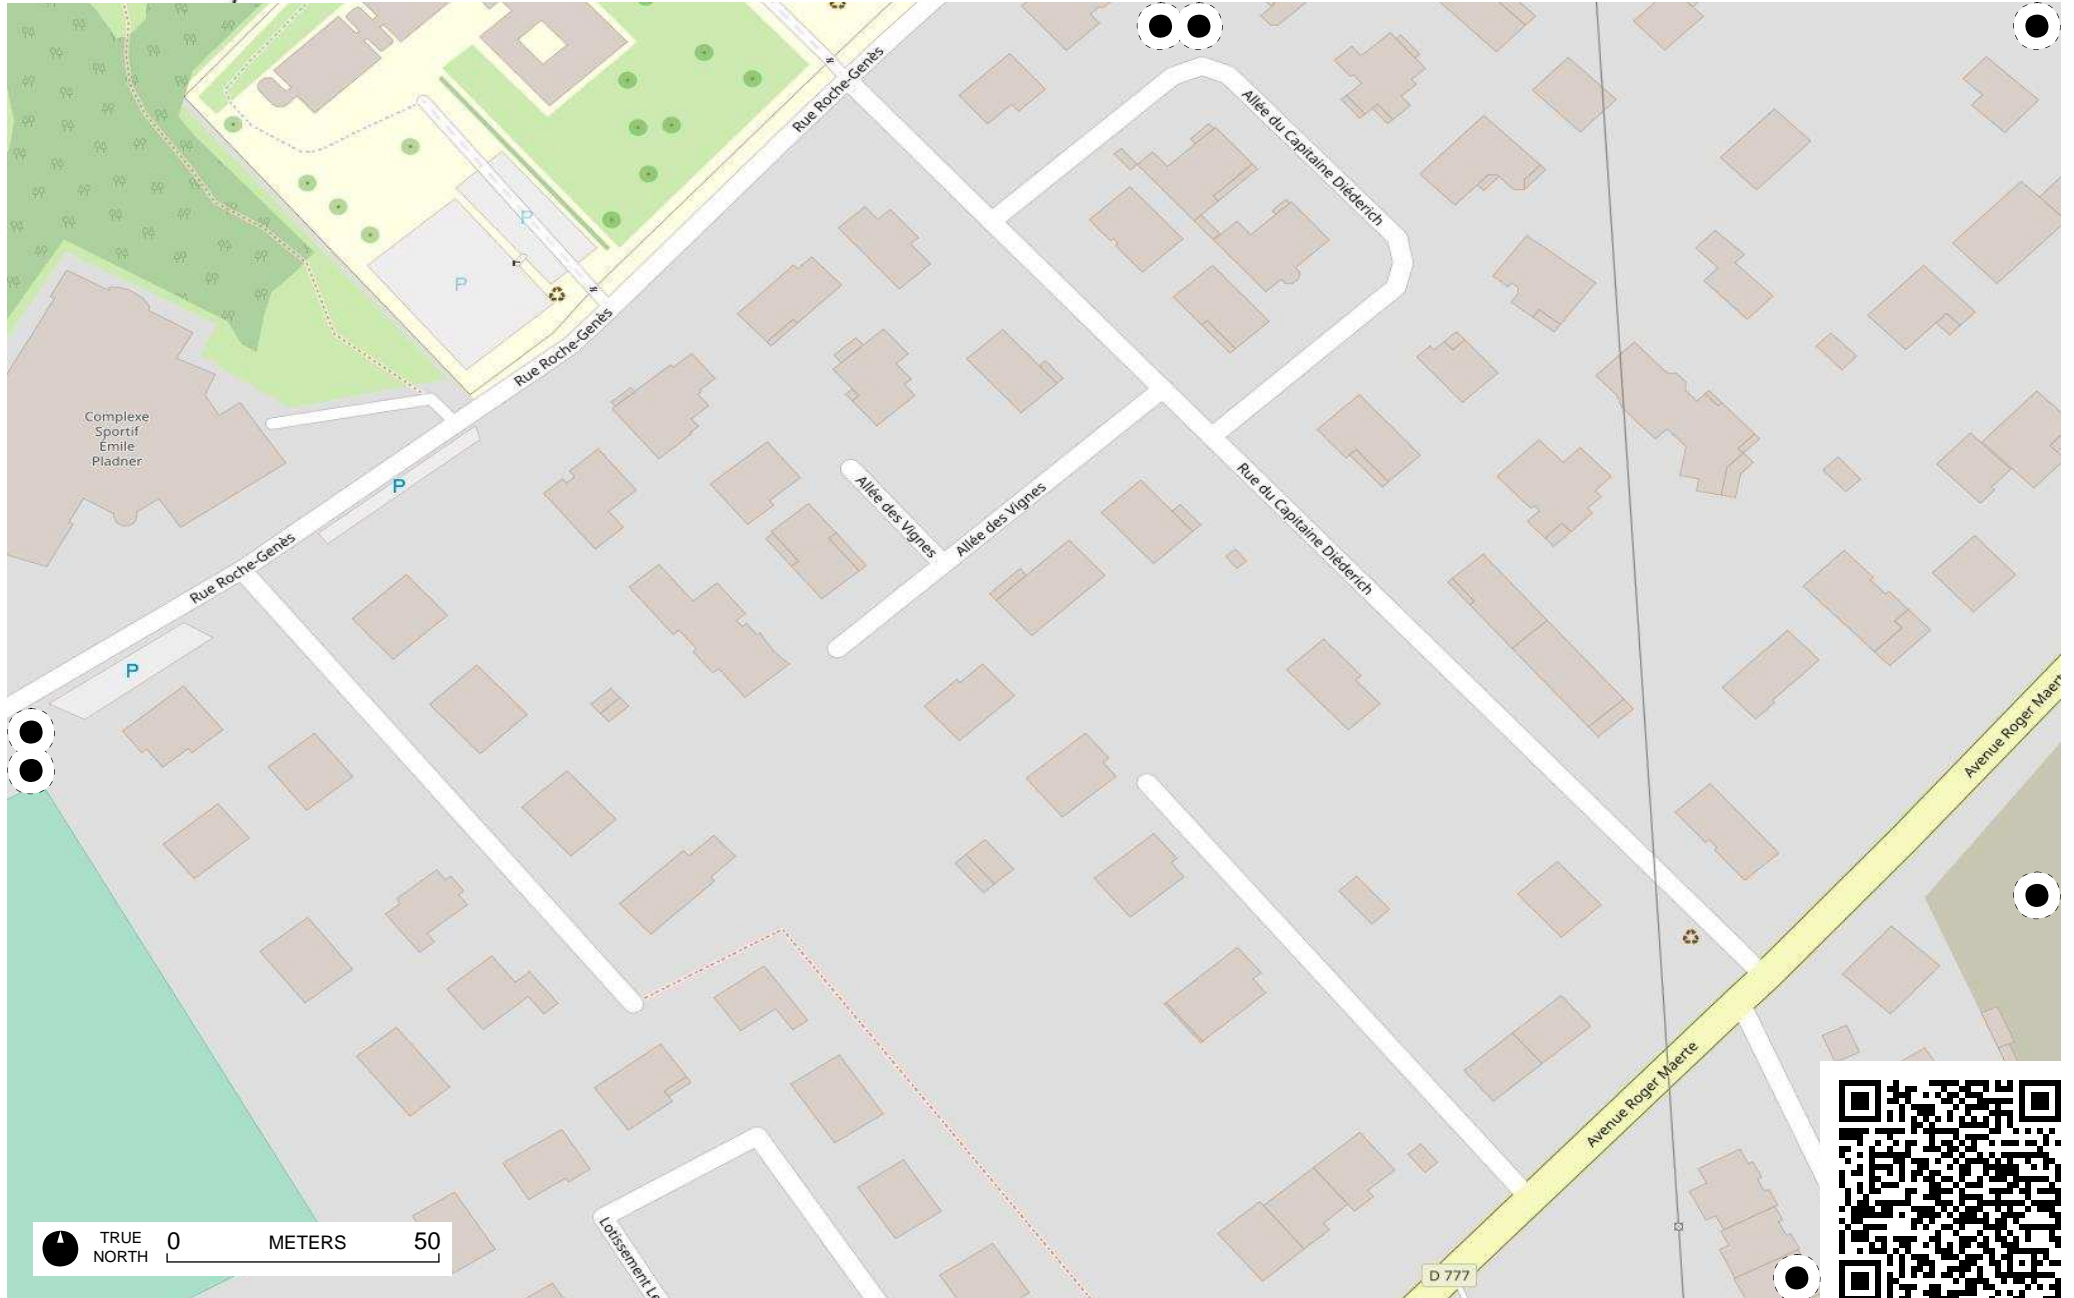 Rue Roche-Genès
Allée du Capitaine Diéderich
P
P
Rue Roche-Genès
Complexe
Sportif
Émile
Pladner
P
Allée des Vignes
Allée des Vignes
Rue du Capitaine Diéderich
Rue Roche-Genès
P
Avenue Roger Maert
Avenue Roger Maerte
Lotissement Le
D 777
TRUE
NORTH
0 METERS 50